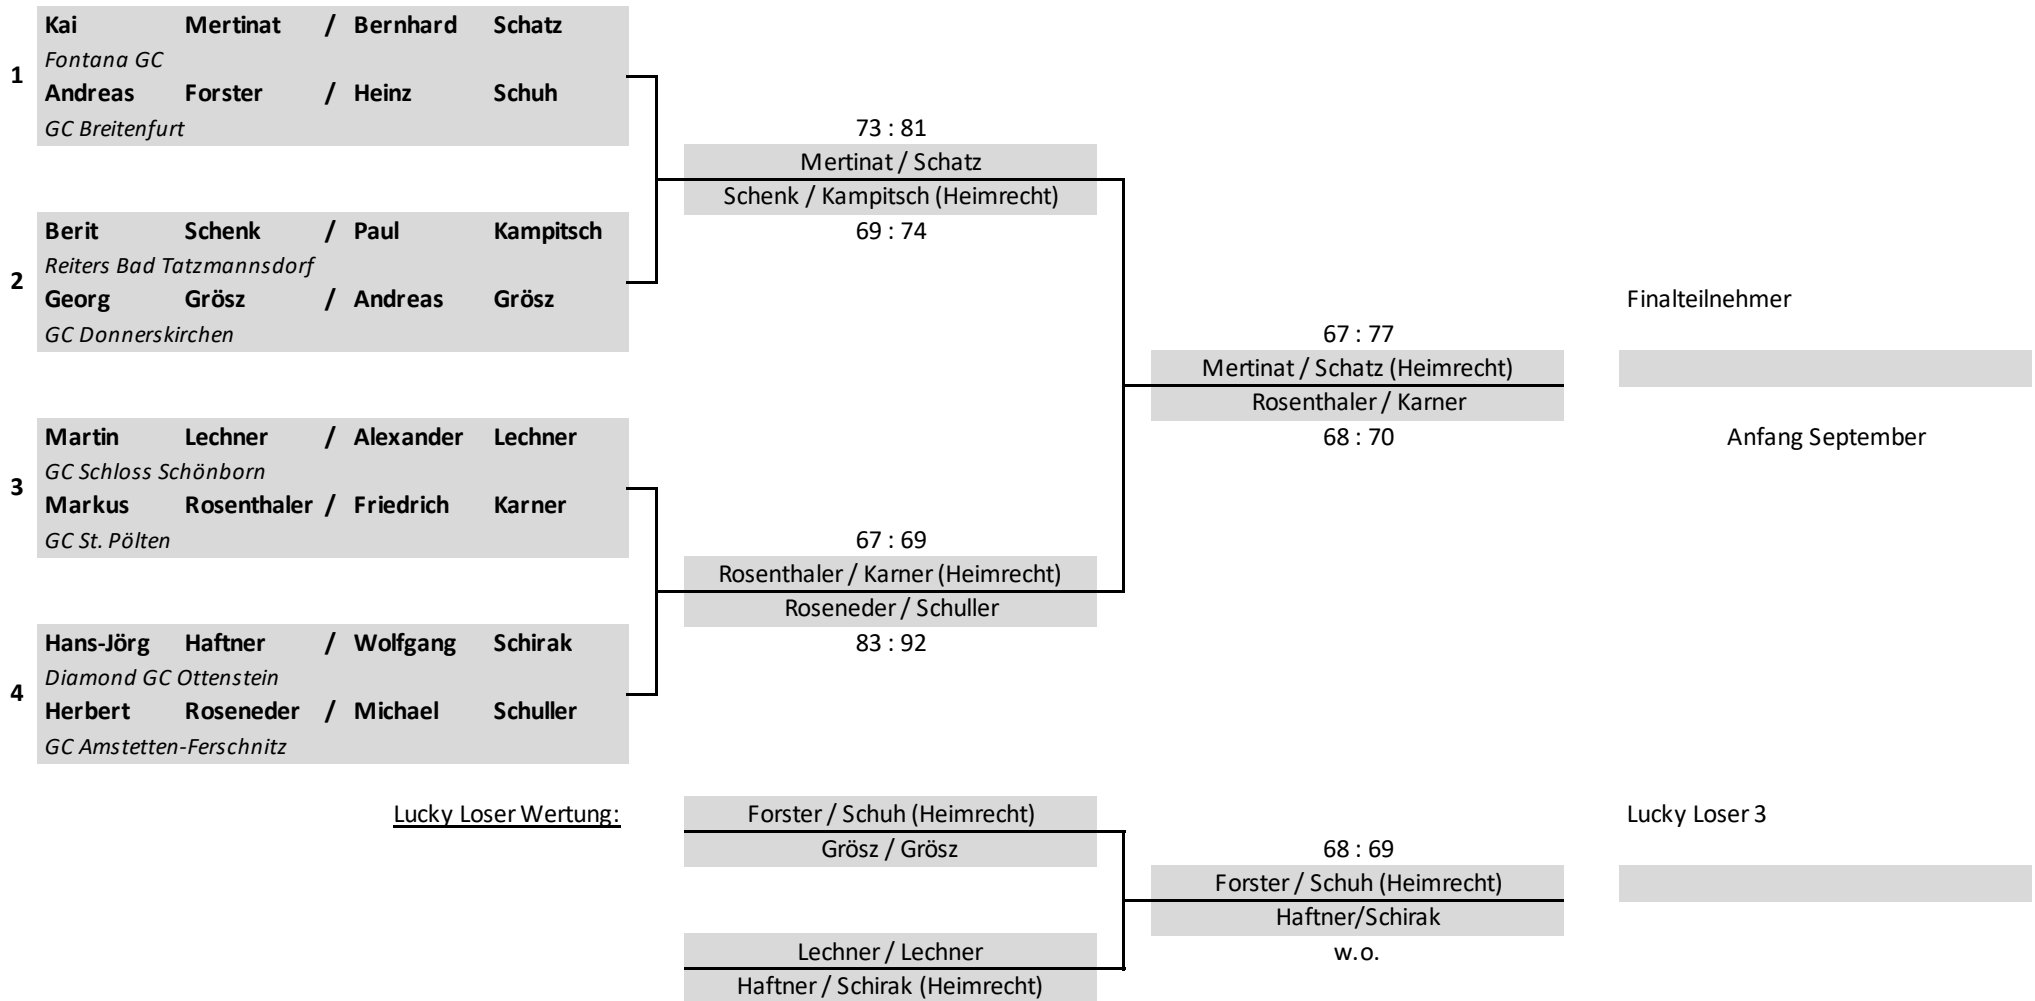 Kai Mertinat / Bernhard Schatz
Fontana GC
1
Andreas Forster / Heinz Schuh
GC Breitenfurt
73 : 81
Mertinat / Schatz
Schenk / Kampitsch (Heimrecht)
69 : 74
Berit Schenk / Paul Kampitsch
Reiters Bad Tatzmannsdorf
2
Georg Grösz / Andreas Grösz
GC Donnerskirchen
Finalteilnehmer
67 : 77
Mertinat / Schatz (Heimrecht)
Rosenthaler / Karner
68 : 70
Anfang September
Martin Lechner / Alexander Lechner
GC Schloss Schönborn
3
Markus Rosenthaler / Friedrich Karner
GC St. Pölten
67 : 69
Rosenthaler / Karner (Heimrecht)
Roseneder / Schuller
83 : 92
Hans-Jörg Haftner / Wolfgang Schirak
Diamond GC Ottenstein
4
Herbert Roseneder / Michael Schuller
GC Amstetten-Ferschnitz
Lucky Loser Wertung:
Forster / Schuh (Heimrecht)
Grösz / Grösz
Lucky Loser 3
68 : 69
Forster / Schuh (Heimrecht)
Haftner/Schirak
w.o.
Lechner / Lechner
Haftner / Schirak (Heimrecht)